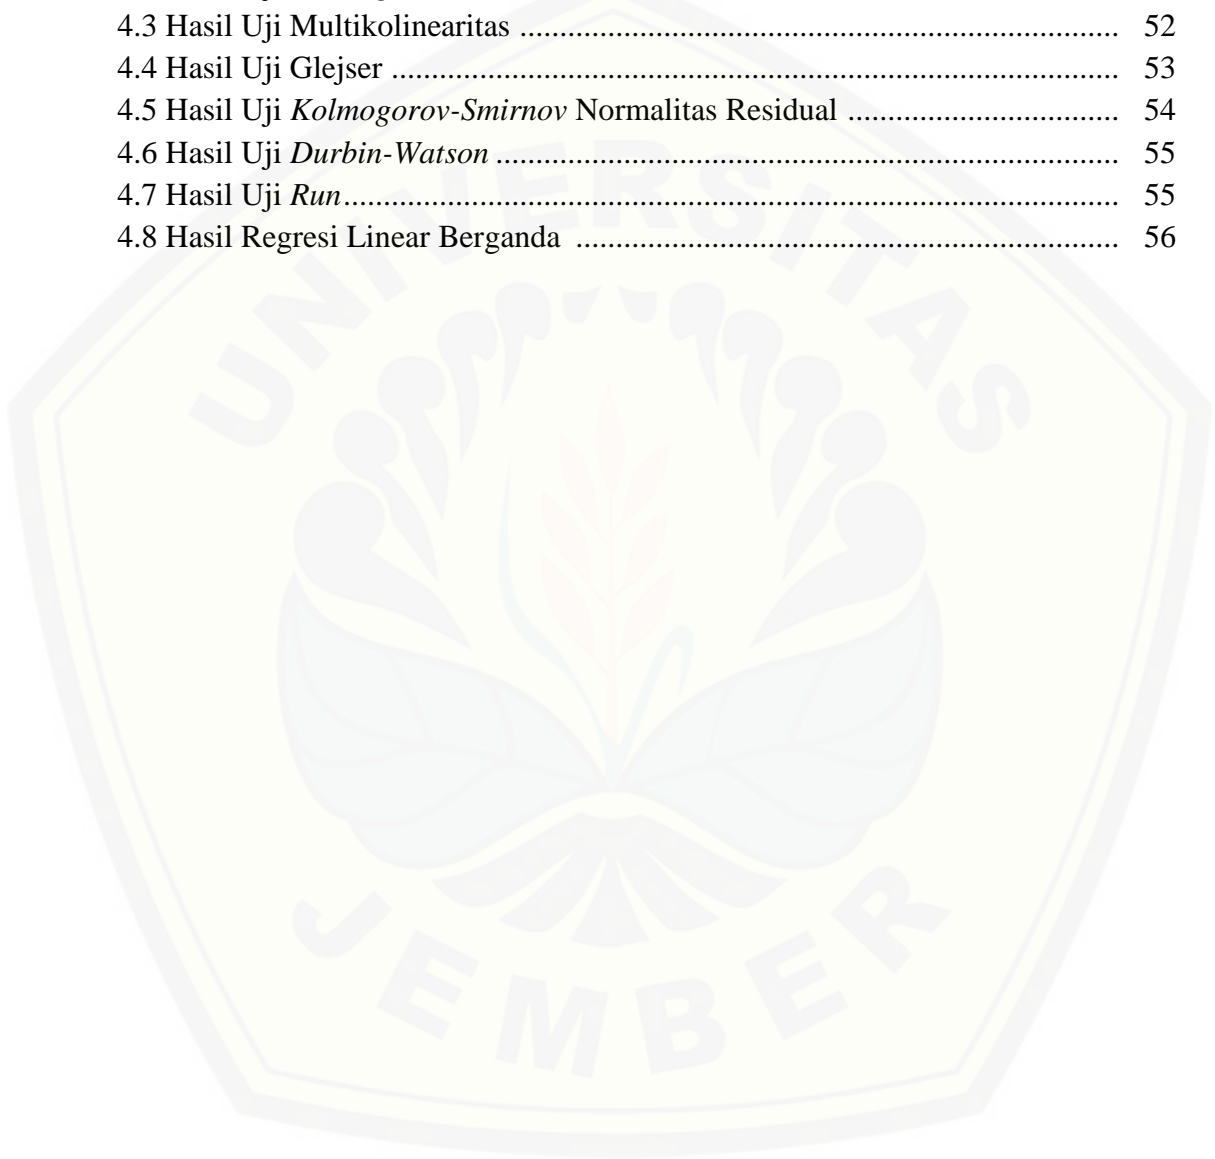 4.3 Hasil Uji Multikolinearitas ........................................................................... 52
4.4 Hasil Uji Glejser ........................................................................................... 53
4.5 Hasil Uji Kolmogorov-Smirnov Normalitas Residual .................................. 54
4.6 Hasil Uji Durbin-Watson .............................................................................. 55
4.7 Hasil Uji Run................................................................................................. 55
4.8 Hasil Regresi Linear Berganda .................................................................... 56
UNIVERSITAS
JEMBER